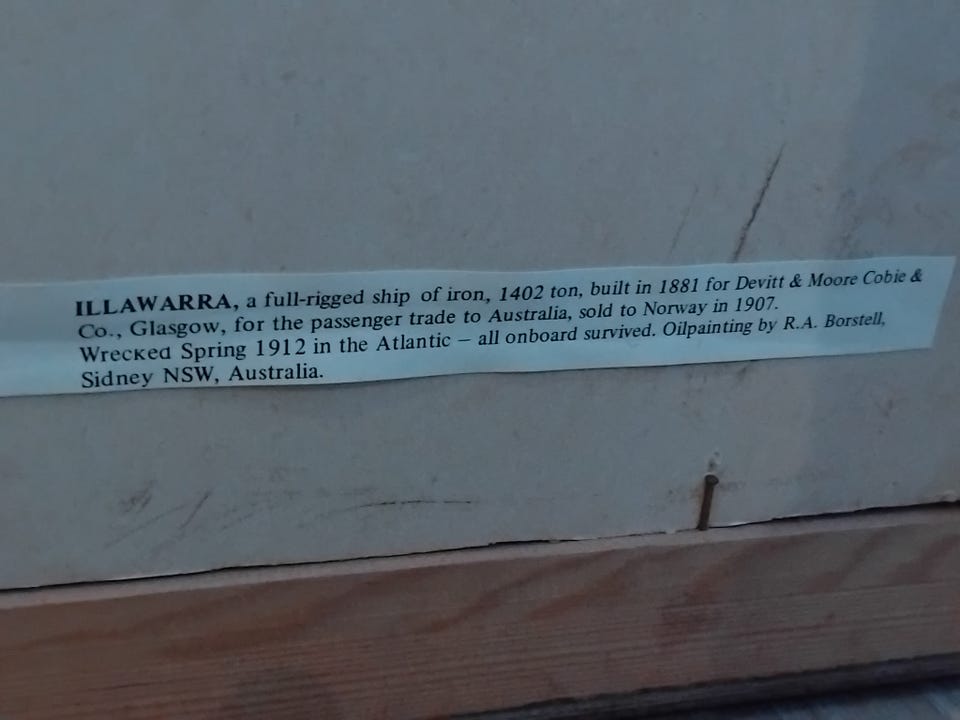 ILLAWARRA, a full-rigged ship of iron, 1402 ton, built in 1881 for Devitt & Moore Cobie &
Co., Glasgow, for the passenger trade to Australia, sold to Norway in 1907.
Wrecked Spring 1912 in the Atlantic – all onboard survived. Oilpainting by R.A. Borstell,
Sidney NSW, Australia.